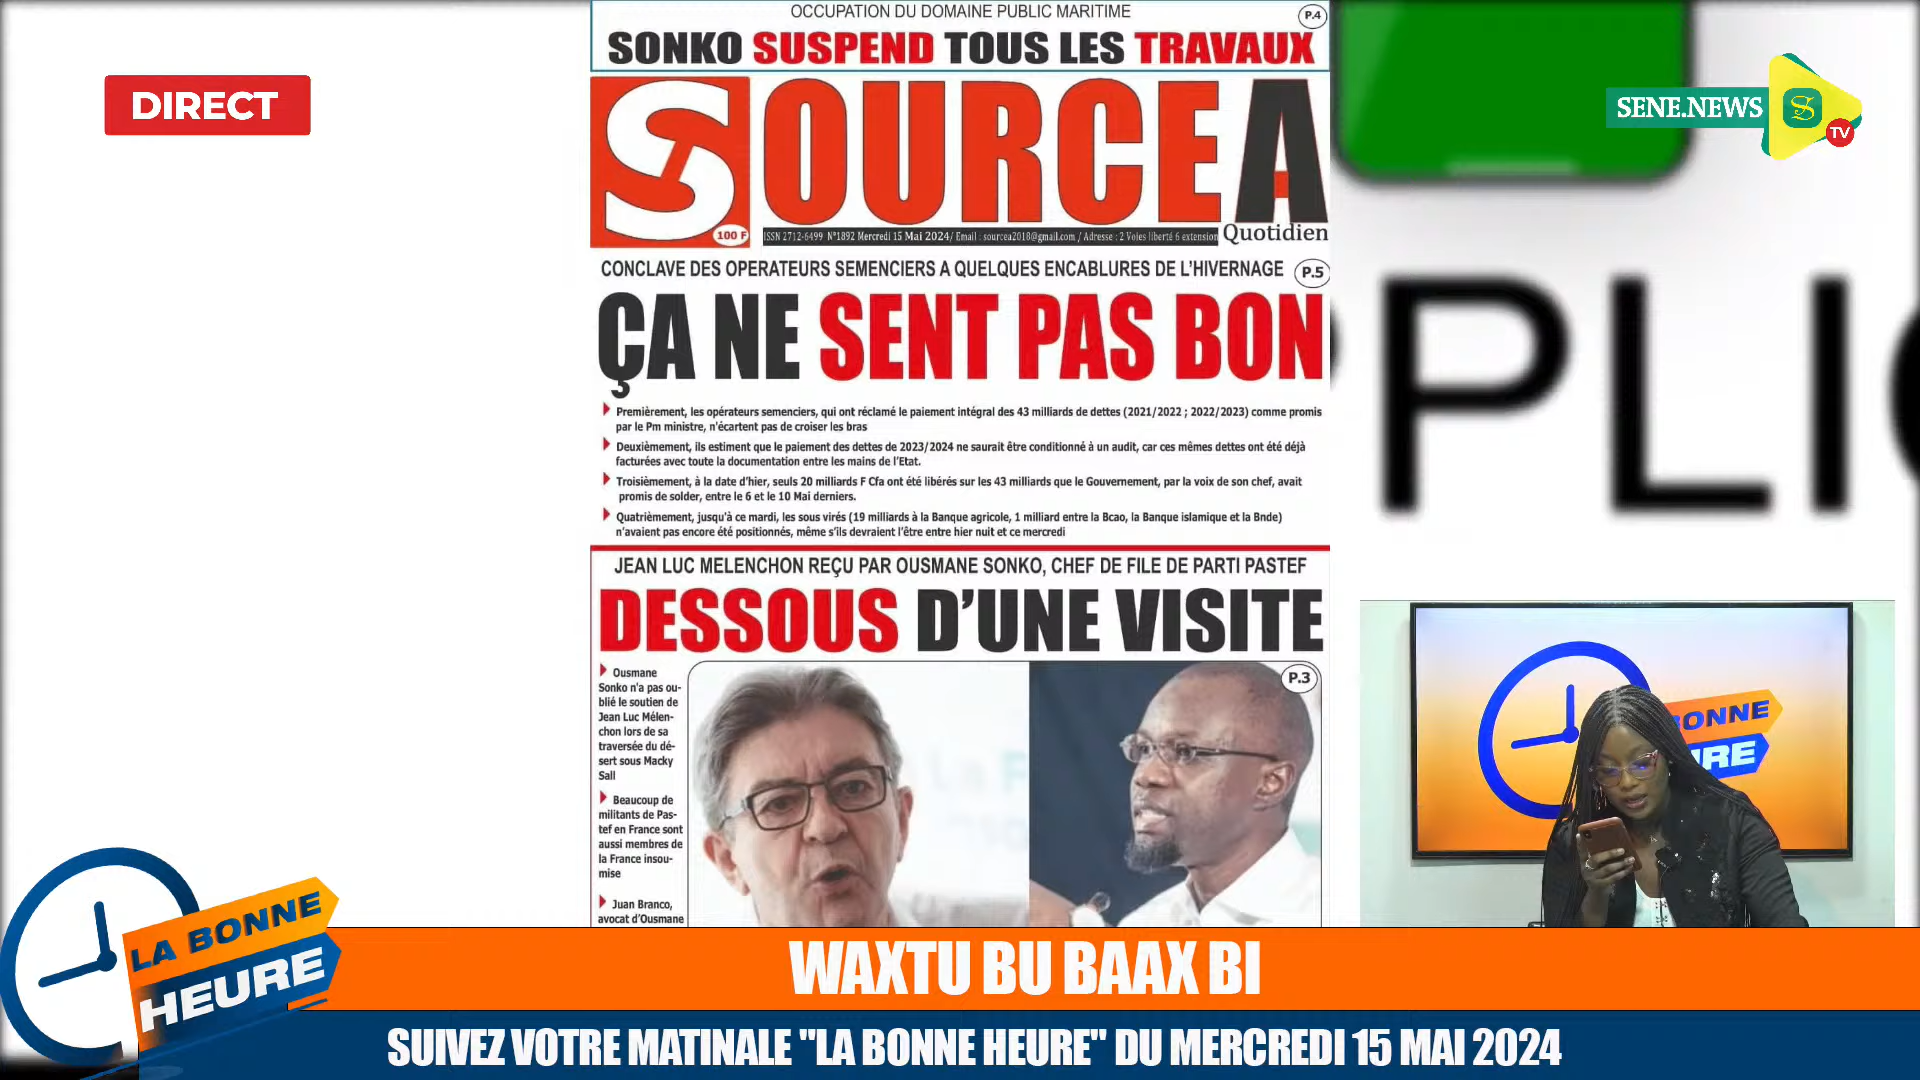 DIRECT
SENE.NEWS
TV
OCCUPATION DU DOMAINE PUBLIC MARITIME
P.4
SONKO SUSPEND TOUS LES TRAVAUX
SOURCE A
100 F
ISSN 2712-6499 N°1892 Mercredi 15 Mai 2024/ Email : sourcea2018@gmail.com / Adresse : 2 Voies liberté 6 extension
Quotidien
CONCLAVE DES OPERATEURS SEMENCIERS A QUELQUES ENCABLURES DE L'HIVERNAGE
P.5
ÇA NE SENT PAS BON
Premièrement, les opérateurs semenciers, qui ont réclamé le paiement intégral des 43 milliards de dettes (2021/2022 ; 2022/2023) comme promis
par le Pm ministre, n'écartent pas de croiser les bras
Deuxièmement, ils estiment que le paiement des dettes de 2023/2024 ne saurait être conditionné à un audit, car ces mêmes dettes ont été déjà
facturées avec toute la documentation entre les mains de l'Etat.
Troisièmement, à la date d'hier, seuls 20 milliards F Cfa ont été libérés sur les 43 milliards que le Gouvernement, par la voix de son chef, avait
promis de solder, entre le 6 et le 10 Mai derniers.
Quatrièmement, jusqu'à ce mardi, les sous virés (19 milliards à la Banque agricole, 1 milliard entre la Bcao, la Banque islamique et la Bnde)
n'avaient pas encore été positionnés, même s'ils devraient l'être entre hier nuit et ce mercredi
JEAN LUC MELENCHON REÇU PAR OUSMANE SONKO, CHEF DE FILE DE PARTI PASTEF
DESSOUS D'UNE VISITE
P.3
Ousmane
Sonko n'a pas ou-
blié le soutien de
Jean Luc Mélen-
chon lors de sa
traversée du dé-
sert sous Macky
Sall
Beaucoup de
militants de Pas-
tef en France sont
aussi membres de
la France insou-
mise
Juan Branco,
avocat d'Ousmane
PLI
BONNE
HEURE
LA BONNE
HEURE
WAXTU BU BAAX BI
SUIVEZ VOTRE MATINALE "LA BONNE HEURE" DU MERCREDI 15 MAI 2024